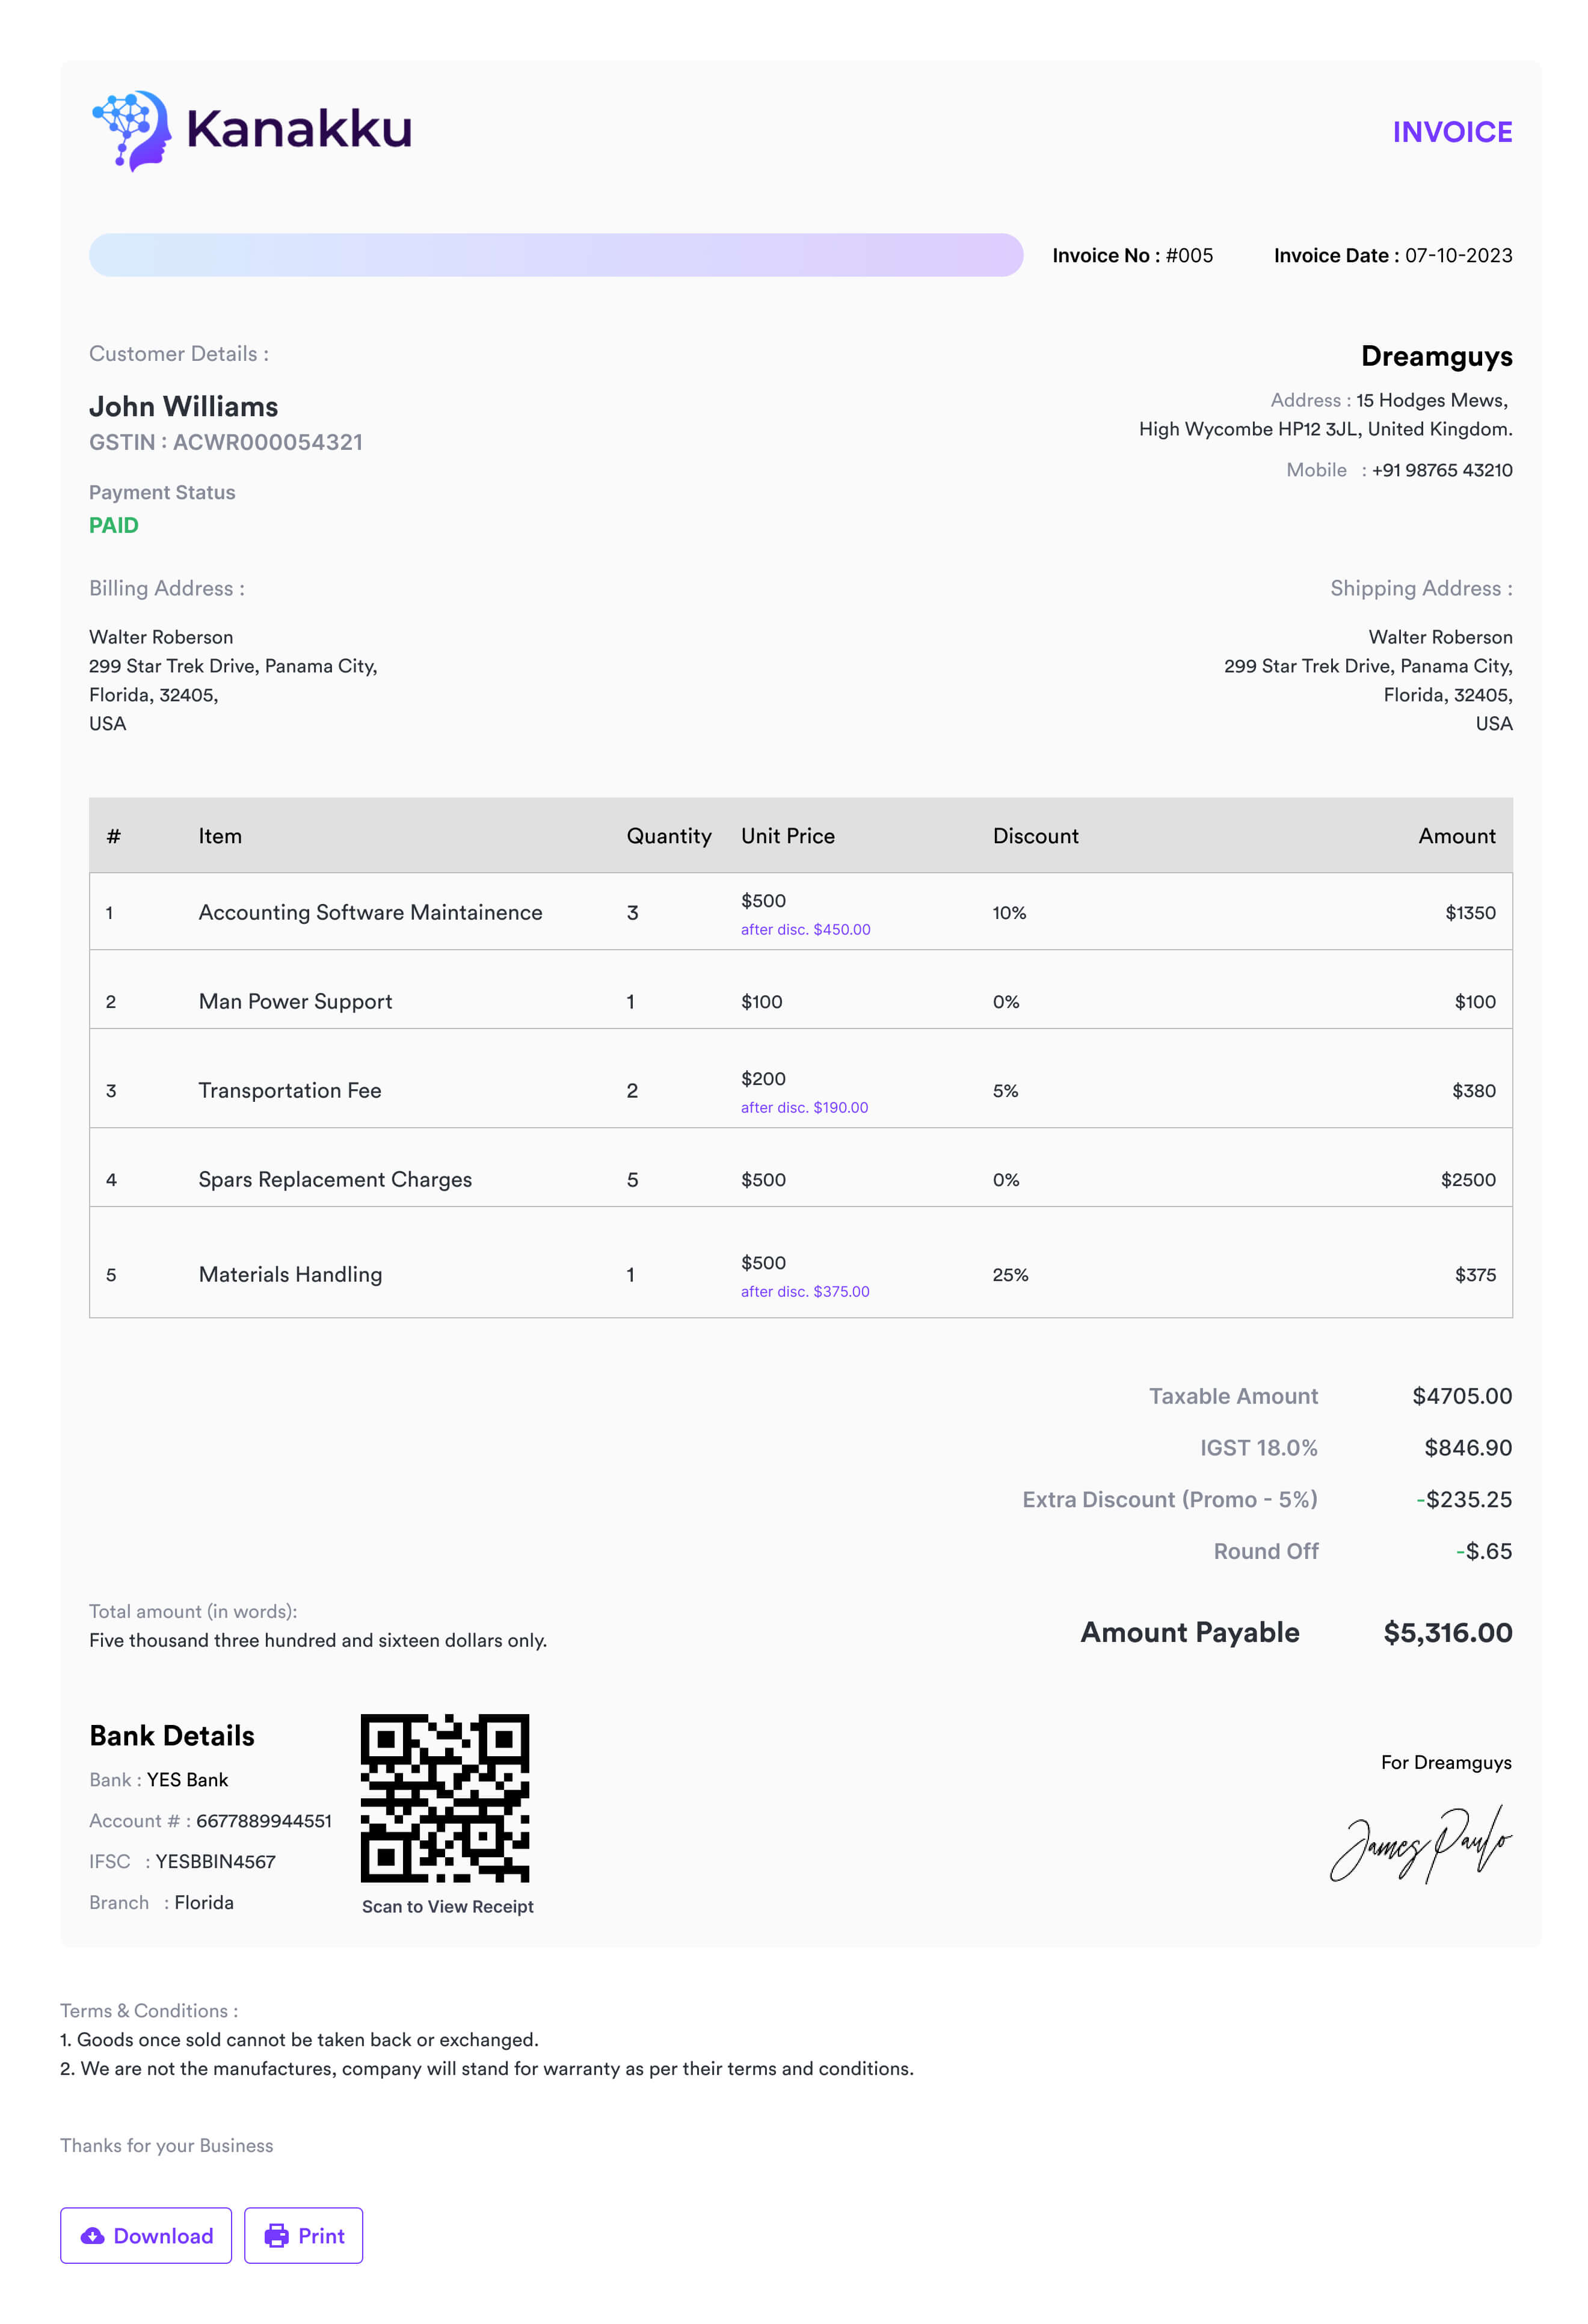 Kanakku
INVOICE
Invoice No : #005 Invoice Date : 07-10-2023
Customer Details :
John Williams
GSTIN : ACWR000054321
Payment Status
PAID
Dreamguys
Address : 15 Hodges Mews,
High Wycombe HP12 3JL, United Kingdom.
Mobile : +91 98765 43210
Billing Address :
Walter Roberson
299 Star Trek Drive, Panama City,
Florida, 32405,
USA
Shipping Address :
Walter Roberson
299 Star Trek Drive, Panama City,
Florida, 32405,
USA
# Item Quantity Unit Price Discount Amount
1 Accounting Software Maintainence 3 $500 10% $1350
after disc. $450.00
2 Man Power Support 1 $100 0% $100
3 Transportation Fee 2 $200 5% $380
after disc. $190.00
4 Spars Replacement Charges 5 $500 0% $2500
5 Materials Handling 1 $500 25% $375
after disc. $375.00
Taxable Amount $4705.00
IGST 18.0% $846.90
Extra Discount (Promo - 5%) -$235.25
Round Off -$.65
Total amount (in words):
Five thousand three hundred and sixteen dollars only.
Amount Payable $5,316.00
Bank Details
Bank : YES Bank
Account # : 6677889944551
IFSC : YESBBIN4567
Branch : Florida
Scan to View Receipt
For Dreamguys
James Paulo
Terms & Conditions :
1. Goods once sold cannot be taken back or exchanged.
2. We are not the manufactures, company will stand for warranty as per their terms and conditions.
Thanks for your Business
Download Print